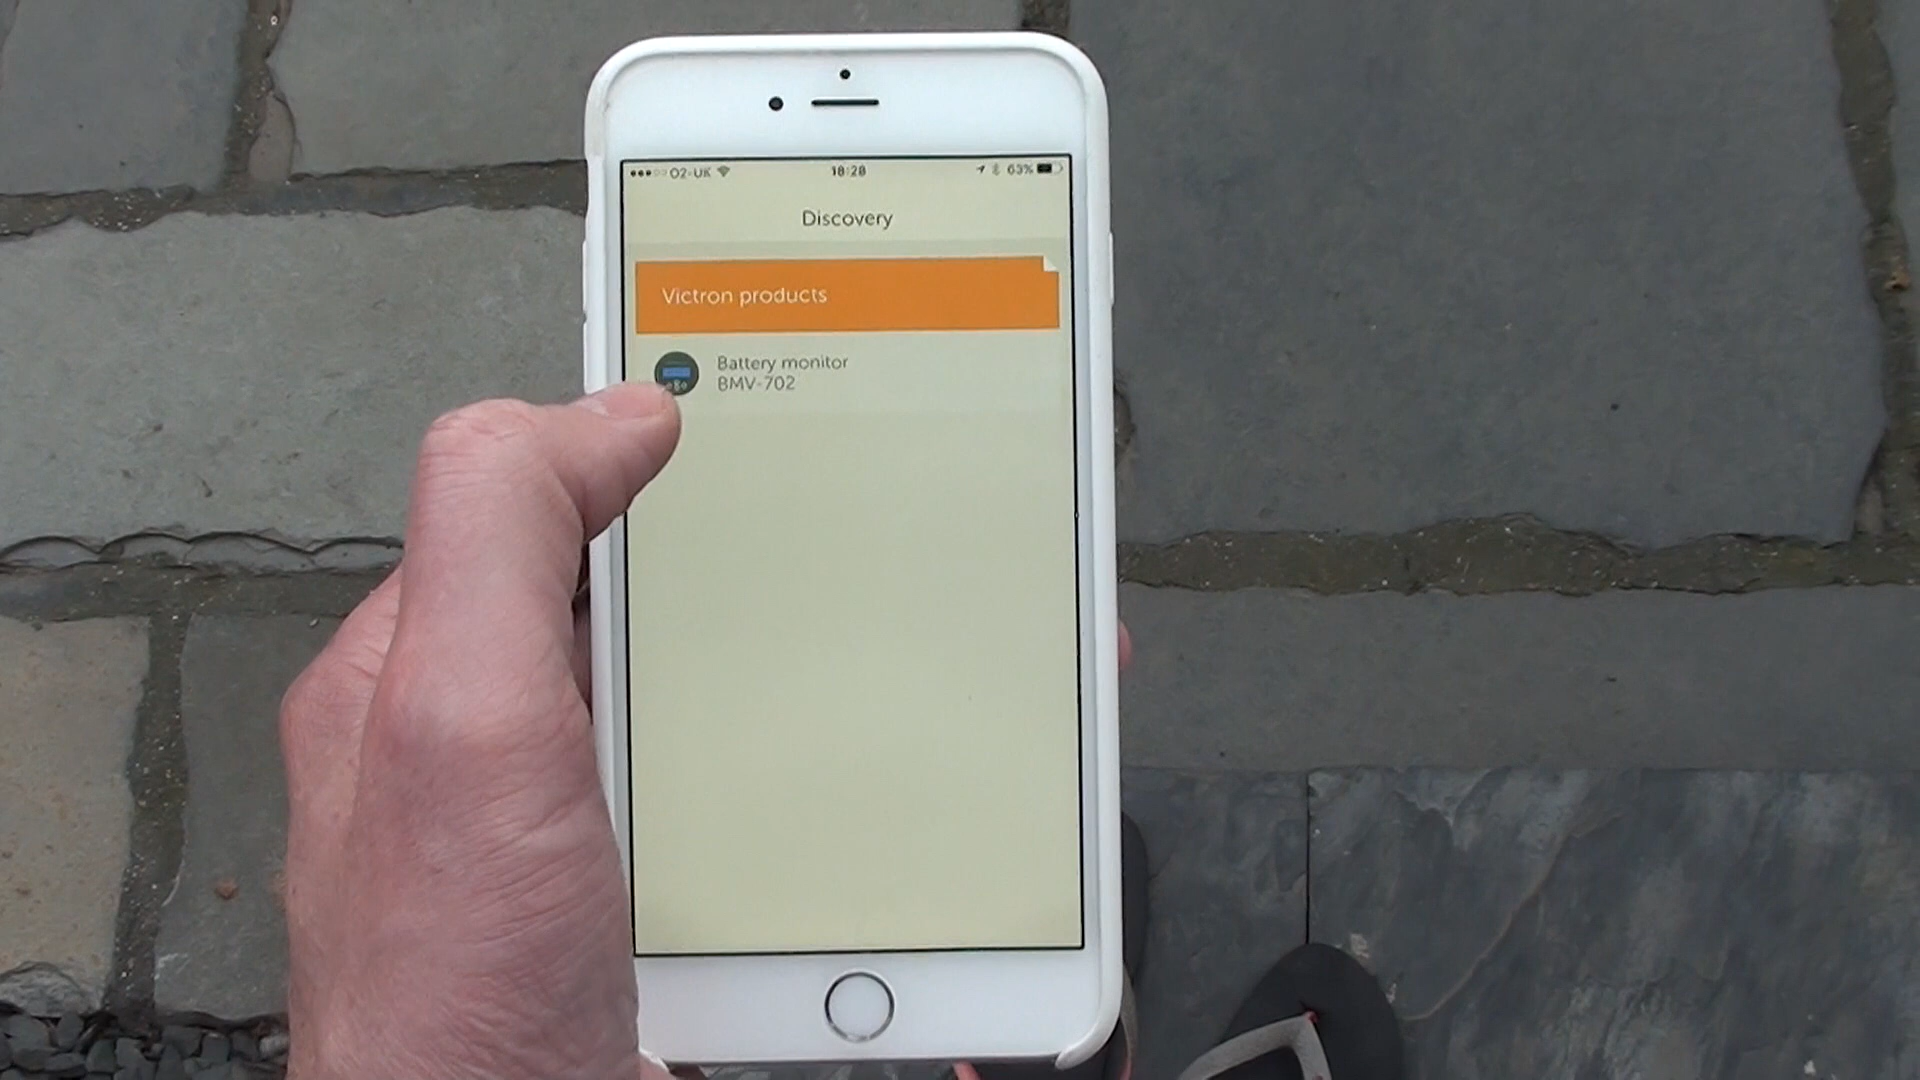 O2-UK 18:28 63%
Discovery
Victron products
Battery monitor
BMV-702